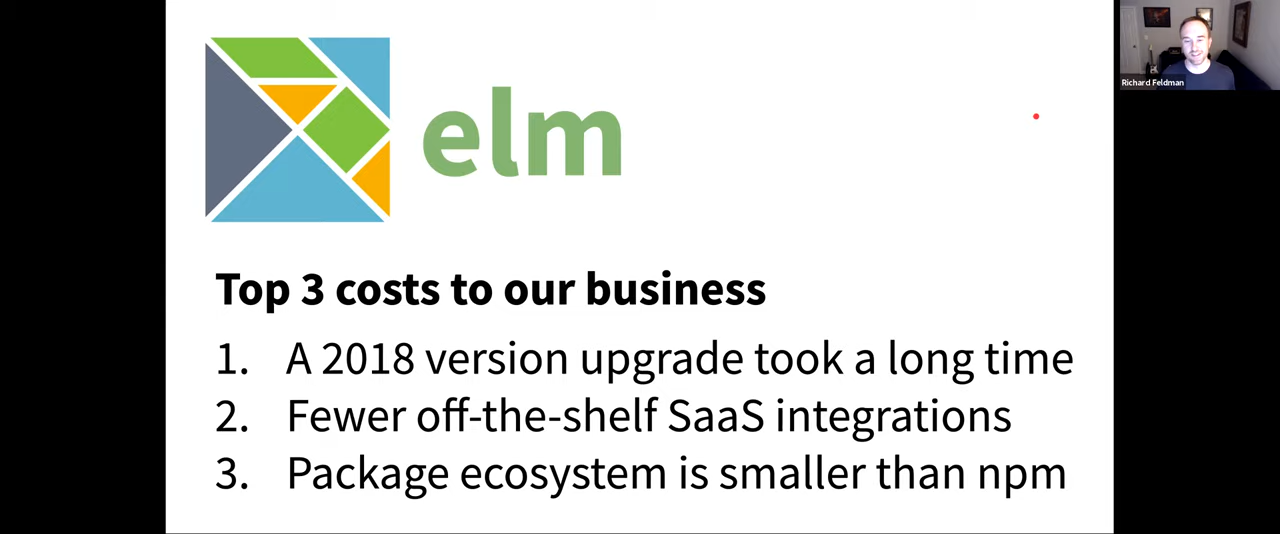 elm
Richard Feldman
Top 3 costs to our business
1. A 2018 version upgrade took a long time
2. Fewer off-the-shelf SaaS integrations
3. Package ecosystem is smaller than npm